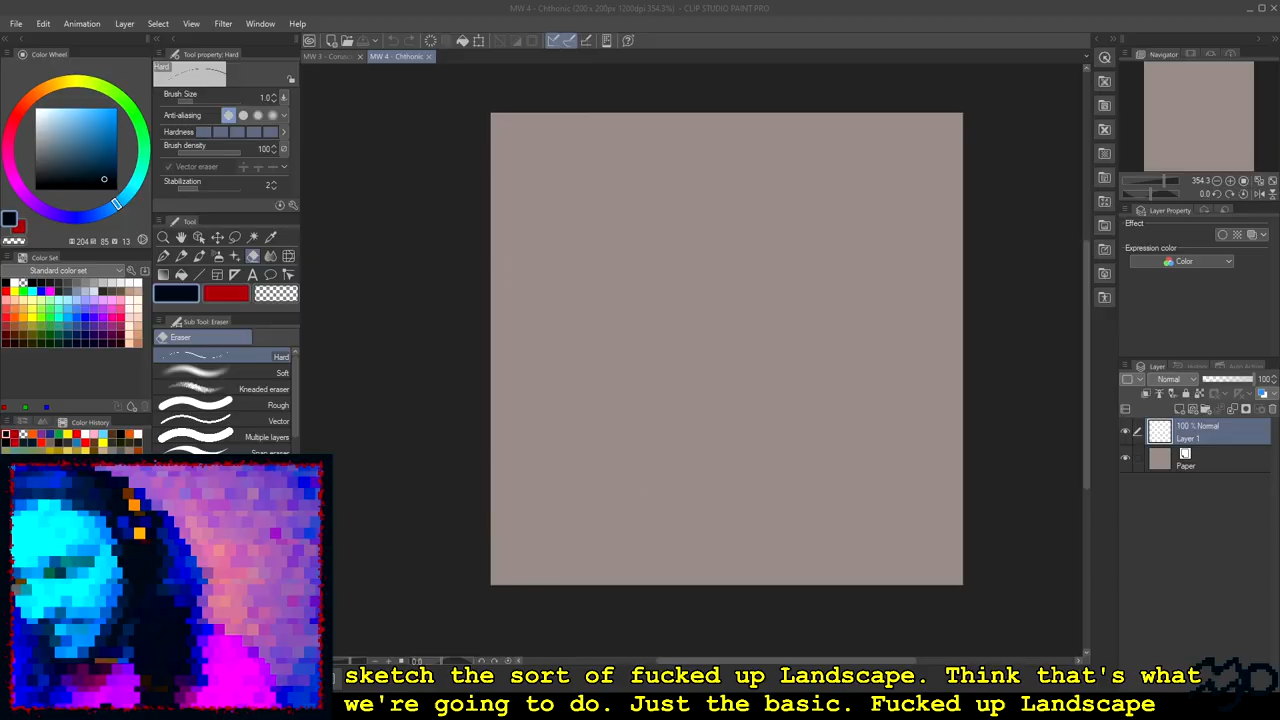 MW 4 - Chthonic (200 x 200px 1200dpi 354.3%) - CLIP STUDIO PAINT PRO
File Edit Animation Layer Select View Filter Window Help
Color Wheel
Tool property: Hard
MW 4 - Chthonic
Navigator
Hard
Brush Size 1.0
Anti-aliasing
Hardness
Brush density 100
Vector eraser
Stabilization 2
354.3
0.0
Layer Property
Effect
Expression color
Color
Tool
204 85 13
Color Set
Standard color set
Sub Tool: Eraser
Eraser
Hard
Soft
Kneaded eraser
Rough
Vector
Multiple layers
Color History
Layer
Normal 100
100 % Normal
Layer 1
Paper
0.0
sketch the sort of fucked up Landscape. Think that's what
we're going to do. Just the basic. Fucked up Landscape